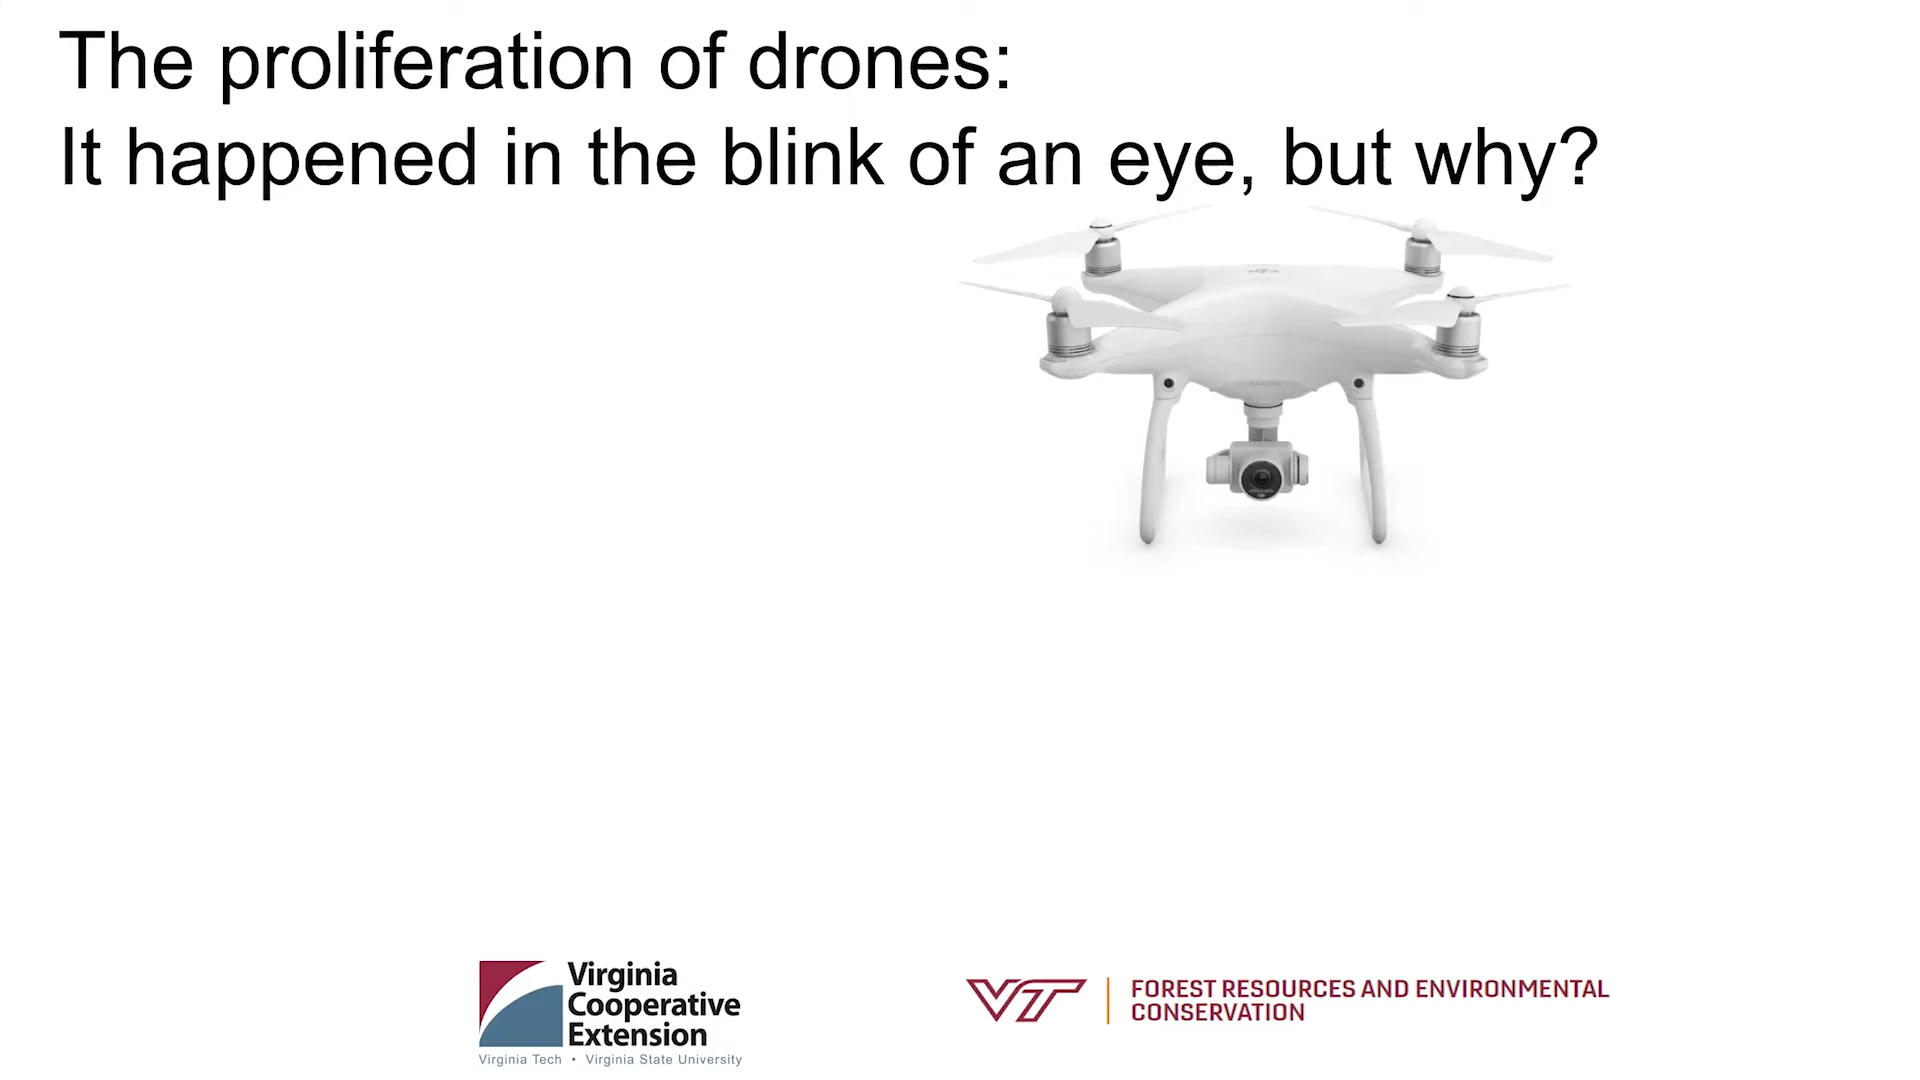 The proliferation of drones:
It happened in the blink of an eye, but why?
Virginia
Cooperative
Extension
Virginia Tech • Virginia State University
VT
FOREST RESOURCES AND ENVIRONMENTAL
CONSERVATION